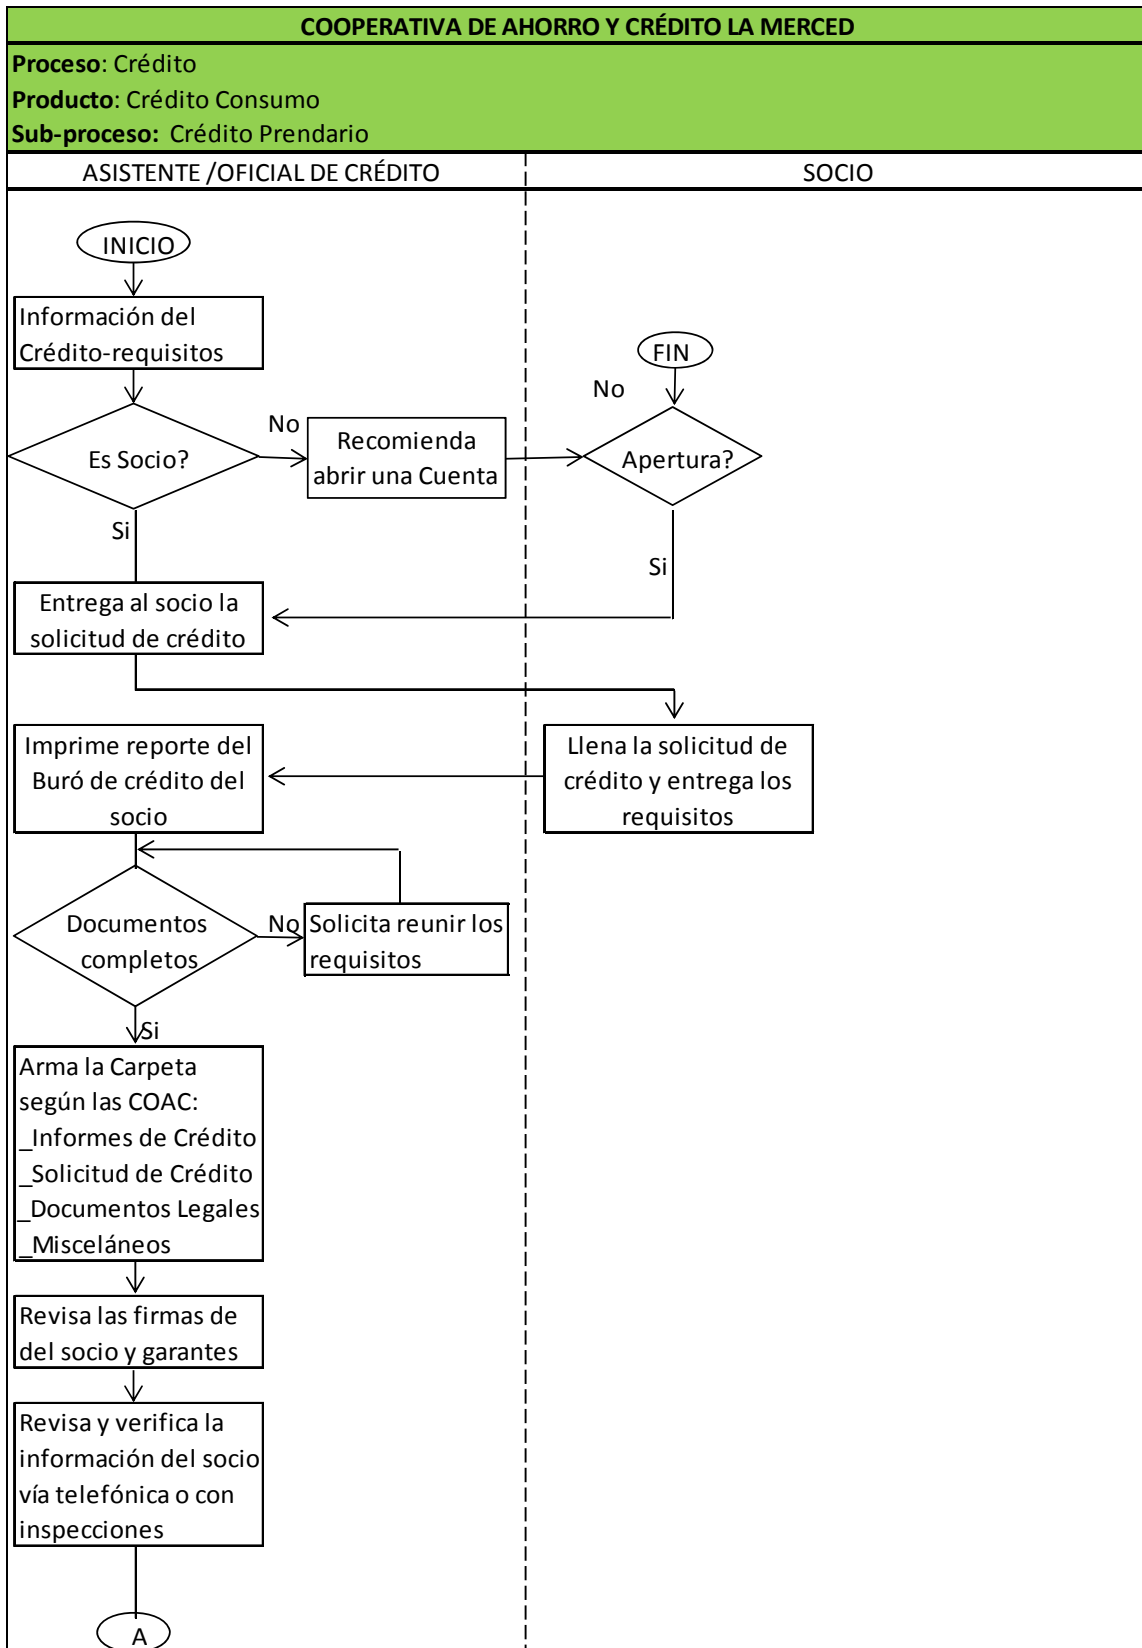 COOPERATIVA DE AHORRO Y CRÉDITO LA MERCED
Proceso: Crédito
Producto: Crédito Consumo
Sub-proceso: Crédito Prendario
ASISTENTE /OFICIAL DE CRÉDITO
SOCIO
INICIO
Información del
Crédito-requisitos
FIN
No
Es Socio?
No
Recomienda
abrir una Cuenta
Apertura?
Si
Si
Entrega al socio la
solicitud de crédito
Imprime reporte del
Buró de crédito del
socio
Llena la solicitud de
crédito y entrega los
requisitos
Documentos
completos
No
Solicita reunir los
requisitos
Si
Arma la Carpeta
según las COAC:
_Informes de Crédito
_Solicitud de Crédito
_Documentos Legales
_Misceláneos
Revisa las firmas de
del socio y garantes
Revisa y verifica la
información del socio
vía telefónica o con
inspecciones
A